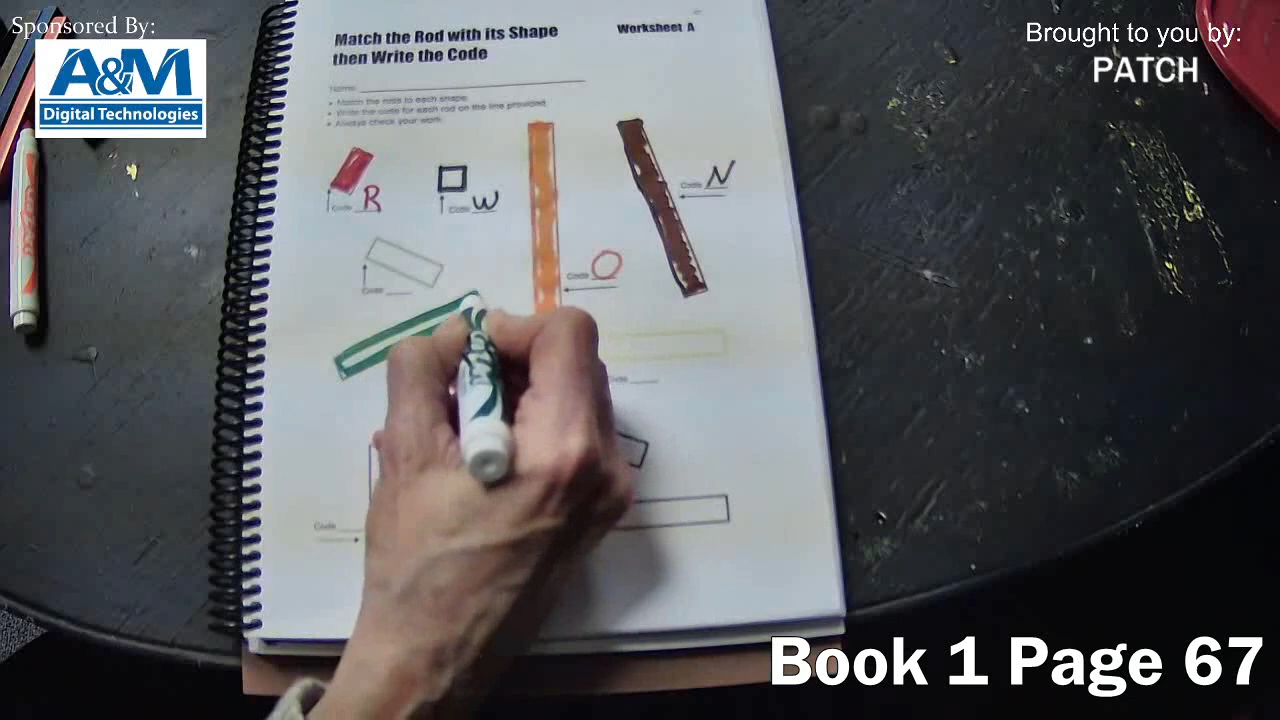 Sponsored By:
A&M
Digital Technologies
Brought to you by:
PATCH
Match the Rod with its Shape
then Write the Code
Worksheet A
Name
• Match the rods to each shape.
• Write the code for each rod on the line provided.
• Always check your work.
Code R
Code W
Code N
Code O
Code
Code
Code
Book 1 Page 67